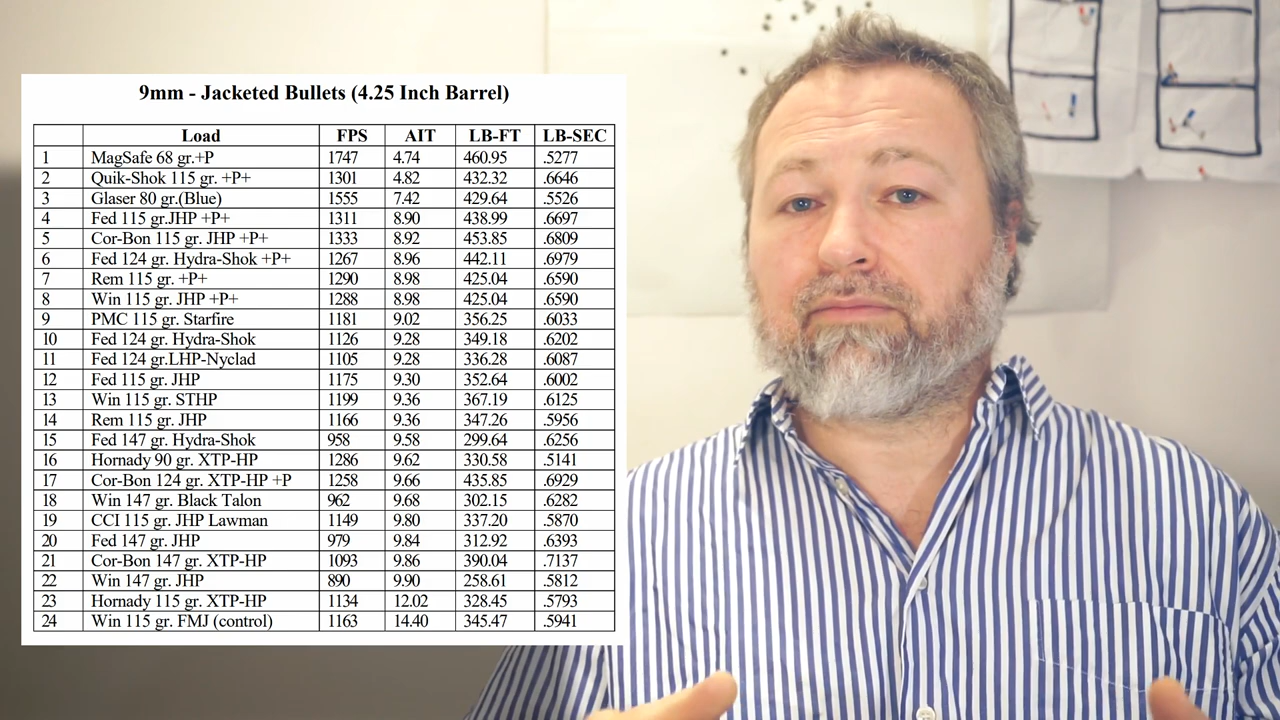 9mm - Jacketed Bullets (4.25 Inch Barrel)
Load FPS AIT LB-FT LB-SEC
1 MagSafe 68 gr.+P 1747 4.74 460.95 .5277
2 Quik-Shok 115 gr. +P+ 1301 4.82 432.32 .6646
3 Glaser 80 gr.(Blue) 1555 7.42 429.64 .5526
4 Fed 115 gr.JHP +P+ 1311 8.90 438.99 .6697
5 Cor-Bon 115 gr. JHP +P+ 1333 8.92 453.85 .6809
6 Fed 124 gr. Hydra-Shok +P+ 1267 8.96 442.11 .6979
7 Rem 115 gr. +P+ 1290 8.98 425.04 .6590
8 Win 115 gr. JHP +P+ 1288 8.98 425.04 .6590
9 PMC 115 gr. Starfire 1181 9.02 356.25 .6033
10 Fed 124 gr. Hydra-Shok 1126 9.28 349.18 .6202
11 Fed 124 gr.LHP-Nyclad 1105 9.28 336.28 .6087
12 Fed 115 gr. JHP 1175 9.30 352.64 .6002
13 Win 115 gr. STHP 1199 9.36 367.19 .6125
14 Rem 115 gr. JHP 1166 9.36 347.26 .5956
15 Fed 147 gr. Hydra-Shok 958 9.58 299.64 .6256
16 Hornady 90 gr. XTP-HP 1286 9.62 330.58 .5141
17 Cor-Bon 124 gr. XTP-HP +P 1258 9.66 435.85 .6929
18 Win 147 gr. Black Talon 962 9.68 302.15 .6282
19 CCI 115 gr. JHP Lawman 1149 9.80 337.20 .5870
20 Fed 147 gr. JHP 979 9.84 312.92 .6393
21 Cor-Bon 147 gr. XTP-HP 1093 9.86 390.04 .7137
22 Win 147 gr. JHP 890 9.90 258.61 .5812
23 Hornady 115 gr. XTP-HP 1134 12.02 328.45 .5793
24 Win 115 gr. FMJ (control) 1163 14.40 345.47 .5941